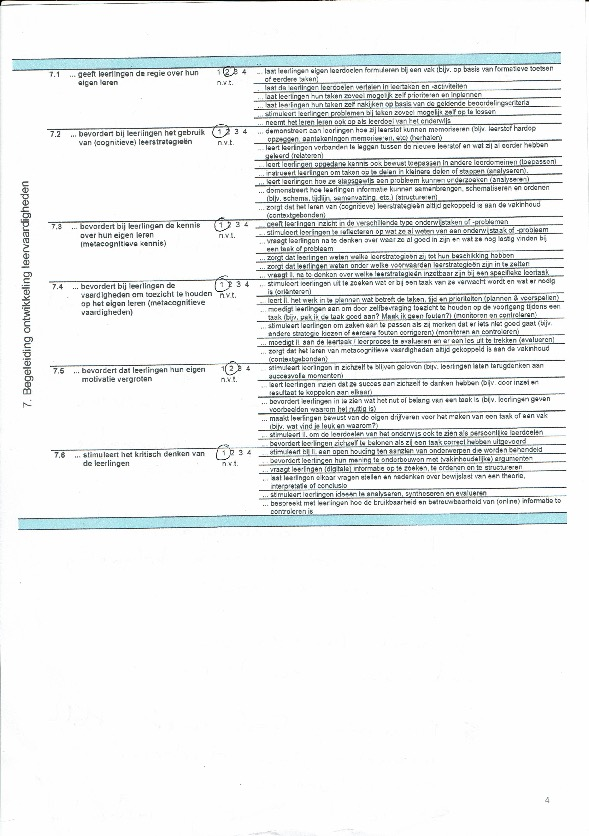 7. Begeleiding ontwikkeling leervaardigheden
7.1 ... geeft leerlingen de regie over hun
eigen leren
1 2 3 4
n.v.t.
... laat leerlingen eigen leerdoelen formuleren bij een vak (bijv. op basis van formatieve toetsen
of eerdere taken)
... laat de leerlingen leerdoelen vertalen in leertaken en -activiteiten
... laat leerlingen hun taken zoveel mogelijk zelf prioriteren en inplannen
... laat leerlingen hun taken zelf nakijken op basis van de geldende beoordelingscriteria
... stimuleert leerlingen problemen bij taken zoveel mogelijk zelf op te lossen
... neemt het leren leren ook op als leerdoel van het onderwijs
7.2 ... bevordert bij leerlingen het gebruik
van (cognitieve) leerstrategieën
1 2 3 4
n.v.t.
... demonstreert aan leerlingen hoe zij leerstof kunnen memoriseren (bijv. leerstof hardop
opzeggen, aantekeningen memoriseren, etc) (herhalen)
... leert leerlingen verbanden te leggen tussen de nieuwe leerstof en wat zij al eerder hebben
geleerd (relateren)
... leert leerlingen opgedane kennis ook bewust toepassen in andere leerdomeinen (toepassen)
... instrueert leerlingen om taken op te delen in kleinere delen of stappen (analyseren).
... leert leerlingen hoe ze stapsgewijs een probleem kunnen onderzoeken (analyseren)
... demonstreert hoe leerlingen informatie kunnen samenbrengen, schematiseren en ordenen
(bijv. schema, tijdlijn, samenvatting, etc.) (structureren)
... zorgt dat het leren van (cognitieve) leerstrategieën altijd gekoppeld is aan de vakinhoud
(contextgebonden)
7.3 ... bevordert bij leerlingen de kennis
over hun eigen leren
(metacognitieve kennis)
1 2 3 4
n.v.t.
... geeft leerlingen inzicht in de verschillende type onderwijstaken of -problemen
... stimuleert leerlingen te reflecteren op wat ze al weten van een onderwijstaak of -probleem
... vraagt leerlingen na te denken over waar ze al goed in zijn en wat ze nog lastig vinden bij
een taak of probleem
... zorgt dat leerlingen weten welke leerstrategieën zij tot hun beschikking hebben
... zorgt dat leerlingen weten onder welke voorwaarden leerstrategieën zijn in te zetten
... vraagt ll. na te denken over welke leerstrategieën inzetbaar zijn bij een specifieke leertaak
7.4 ... bevordert bij leerlingen de
vaardigheden om toezicht te houden
op het eigen leren (metacognitieve
vaardigheden)
1 2 3 4
n.v.t.
... stimuleert leerlingen uit te zoeken wat er bij een taak van ze verwacht wordt en wat er nodig
is (oriënteren)
... leert ll. het werk in te plannen wat betreft de taken, tijd en prioriteiten (plannen & voorspellen)
... moedigt leerlingen aan om door zelfbevraging toezicht te houden op de voortgang tijdens een
taak (bijv. pak ik de taak goed aan? Maak ik geen fouten?) (monitoren en controleren)
... stimuleert leerlingen om zaken aan te passen als zij merken dat er iets niet goed gaat (bijv.
andere strategie kiezen of eerdere fouten corrigeren) (monitoren en controleren)
... moedigt ll. aan de leertaak / leerproces te evalueren en er een les uit te trekken (evalueren)
... zorgt dat het leren van metacognitieve vaardigheden altijd gekoppeld is aan de vakinhoud
(contextgebonden)
7.5 ... bevordert dat leerlingen hun eigen
motivatie vergroten
1 2 3 4
n.v.t.
... stimuleert leerlingen in zichzelf te blijven geloven (bijv. leerlingen laten terugdenken aan
succesvolle momenten)
... leert leerlingen inzien dat ze succes aan zichzelf te danken hebben (bijv. door inzet en
resultaat te koppelen aan elkaar)
... bevordert leerlingen in te zien wat het nut of belang van een taak is (bijv. leerlingen geven
voorbeelden waarom het nuttig is)
... maakt leerlingen bewust van de eigen drijfveren voor het maken van een taak of een vak
(bijv. wat vind je leuk en waarom?)
... stimuleert ll. om de leerdoelen van het onderwijs ook te zien als persoonlijke leerdoelen
... bevordert leerlingen zichzelf te belonen als zij een taak correct hebben uitgevoerd
7.6 ... stimuleert het kritisch denken van
de leerlingen
1 2 3 4
n.v.t.
... stimuleert bij ll. een open houding ten aanzien van onderwerpen die worden behandeld
... bevordert leerlingen hun mening te onderbouwen met (vakinhoudelijke) argumenten
... vraagt leerlingen (digitale) informatie op te zoeken, te ordenen en te structureren
... laat leerlingen elkaar vragen stellen en nadenken over bewijslast van een theorie,
interpretatie of conclusie
... stimuleert leerlingen ideeën te analyseren, synthetiseren en evalueren
... bespreekt met leerlingen hoe de bruikbaarheid en betrouwbaarheid van (online) informatie te
controleren is
4